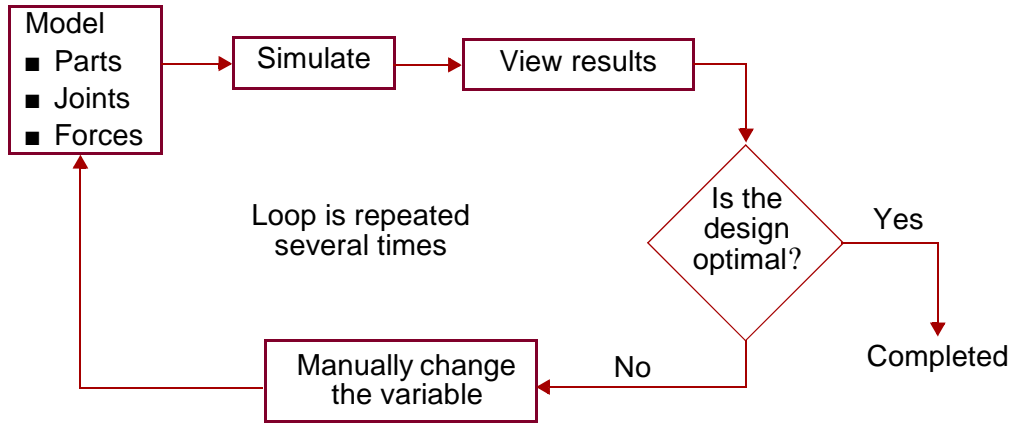 Model
■ Parts
■ Joints
■ Forces
Simulate
View results
Is the
design
optimal?
Yes
Completed
No
Manually change
the variable
Loop is repeated
several times